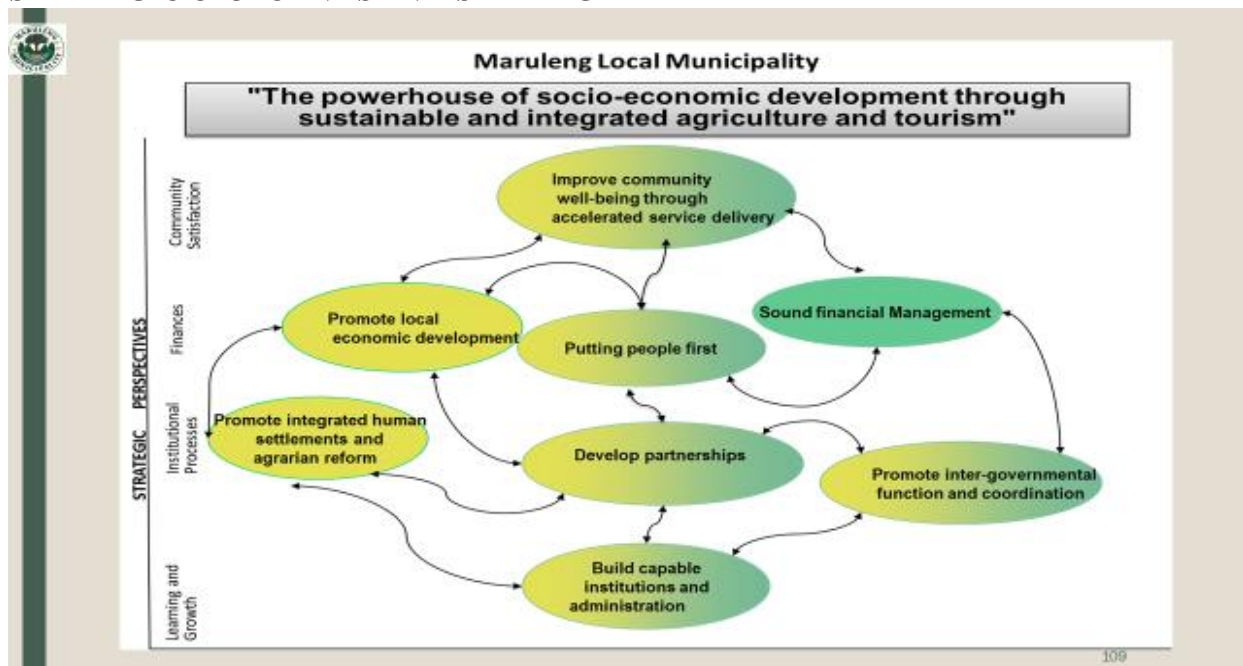 MARULENG
MUNICIPALITY
Maruleng Local Municipality
"The powerhouse of socio-economic development through
sustainable and integrated agriculture and tourism"
STRATEGIC PERSPECTIVES
Community
Satisfaction
Improve community
well-being through
accelerated service delivery
Finances
Promote local
economic development
Putting people first
Sound financial Management
Institutional
Processes
Promote integrated human
settlements and
agrarian reform
Develop partnerships
Promote inter-governmental
function and coordination
Learning and
Growth
Build capable
institutions and
administration
109